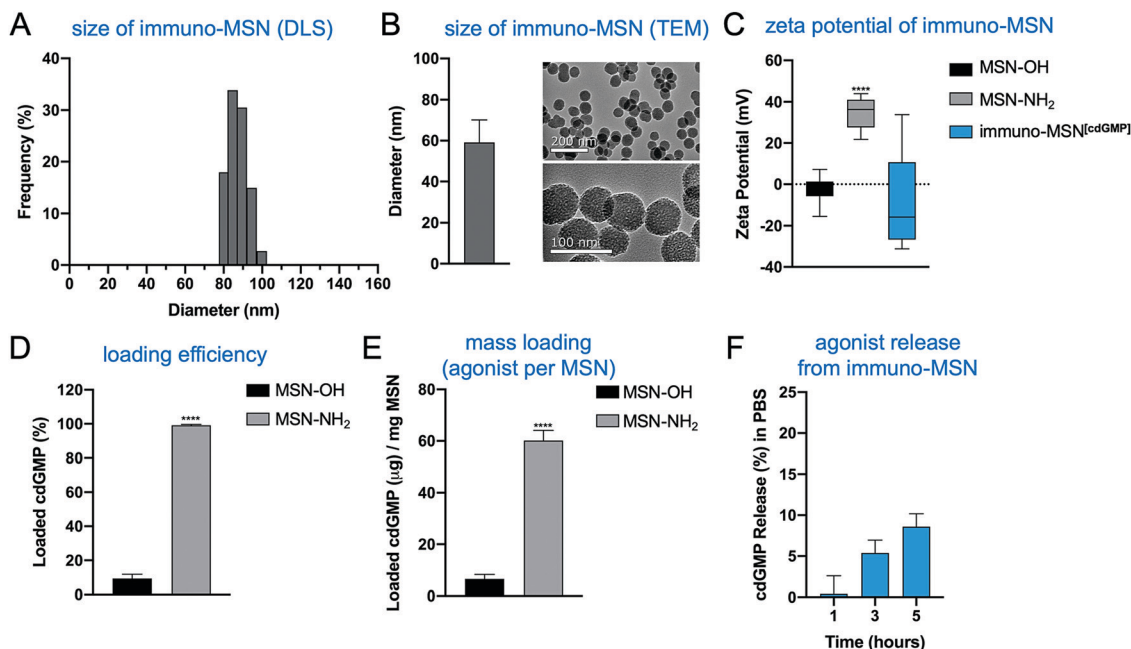 A
size of immuno-MSN (DLS)
Frequency (%)
40
30
20
10
0
0 20 40 60 80 100 120 140 160
Diameter (nm)
B
size of immuno-MSN (TEM)
Diameter (nm)
100
80
60
40
20
0
200 nm
100 nm
C
zeta potential of immuno-MSN
Zeta Potential (mV)
60
40
20
0
-20
-40
****
MSN-OH
MSN-NH₂
immuno-MSN[cdGMP]
D
loading efficiency
Loaded cdGMP (%)
120
100
80
60
40
20
0
****
MSN-OH
MSN-NH₂
E
mass loading
(agonist per MSN)
Loaded cdGMP (µg) / mg MSN
80
60
40
20
0
****
MSN-OH
MSN-NH₂
F
agonist release
from immuno-MSN
cdGMP Release (%) in PBS
25
20
15
10
5
0
1 3 5
Time (hours)